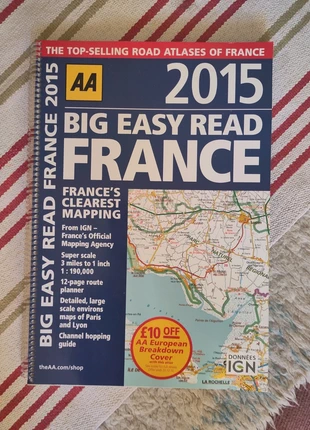 THE TOP-SELLING ROAD ATLASES OF FRANCE
AA
2015
BIG EASY READ
FRANCE
FRANCE'S
CLEAREST
MAPPING
From IGN –
France's Official
Mapping Agency
Super scale
3 miles to 1 inch
1 : 190,000
12-page route
planner
Detailed, large
scale environs
maps of Paris
and Lyon
Channel hopping
guide
theAA.com/shop
£10 OFF
AA European
Breakdown
Cover
DONNÉES
IGN
LA ROCHELLE
BIG EASY READ FRANCE 2015